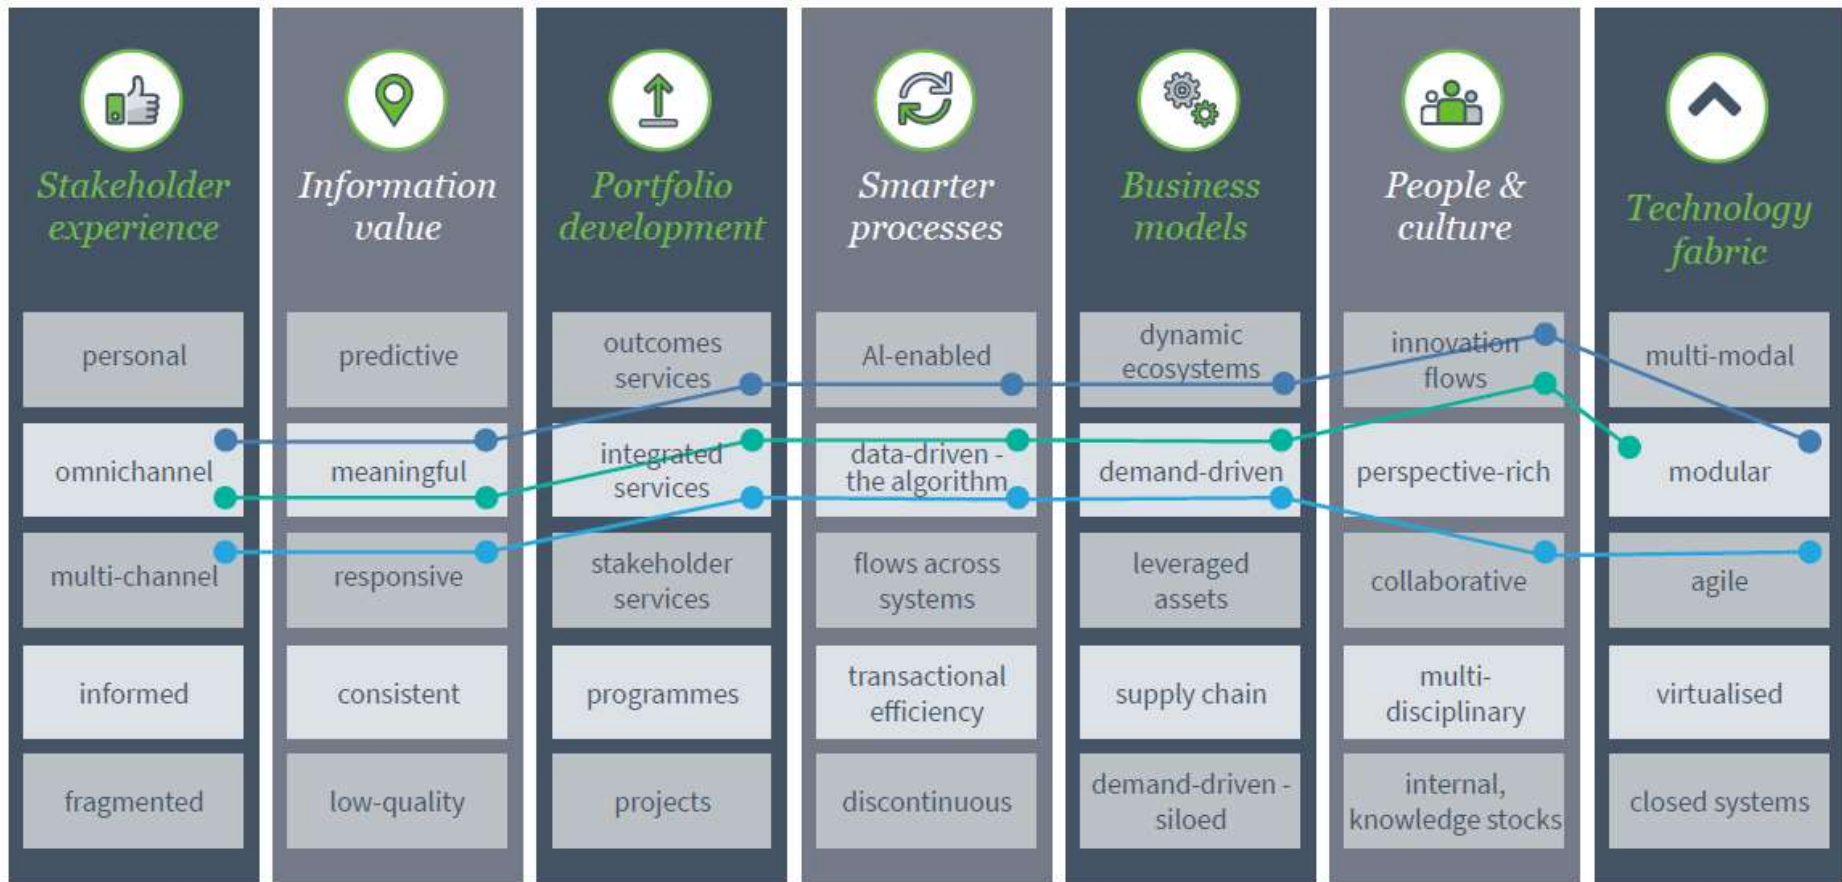 Stakeholder
experience
Information
value
Portfolio
development
Smarter
processes
Business
models
People &
culture
Technology
fabric
personal
predictive
outcomes
services
AI-enabled
dynamic
ecosystems
innovation
flows
multi-modal
omnichannel
meaningful
integrated
services
data-driven -
the algorithm
demand-driven
perspective-rich
modular
multi-channel
responsive
stakeholder
services
flows across
systems
leveraged
assets
collaborative
agile
informed
consistent
programmes
transactional
efficiency
supply chain
multi-
disciplinary
virtualised
fragmented
low-quality
projects
discontinuous
demand-driven -
siloed
internal,
knowledge stocks
closed systems